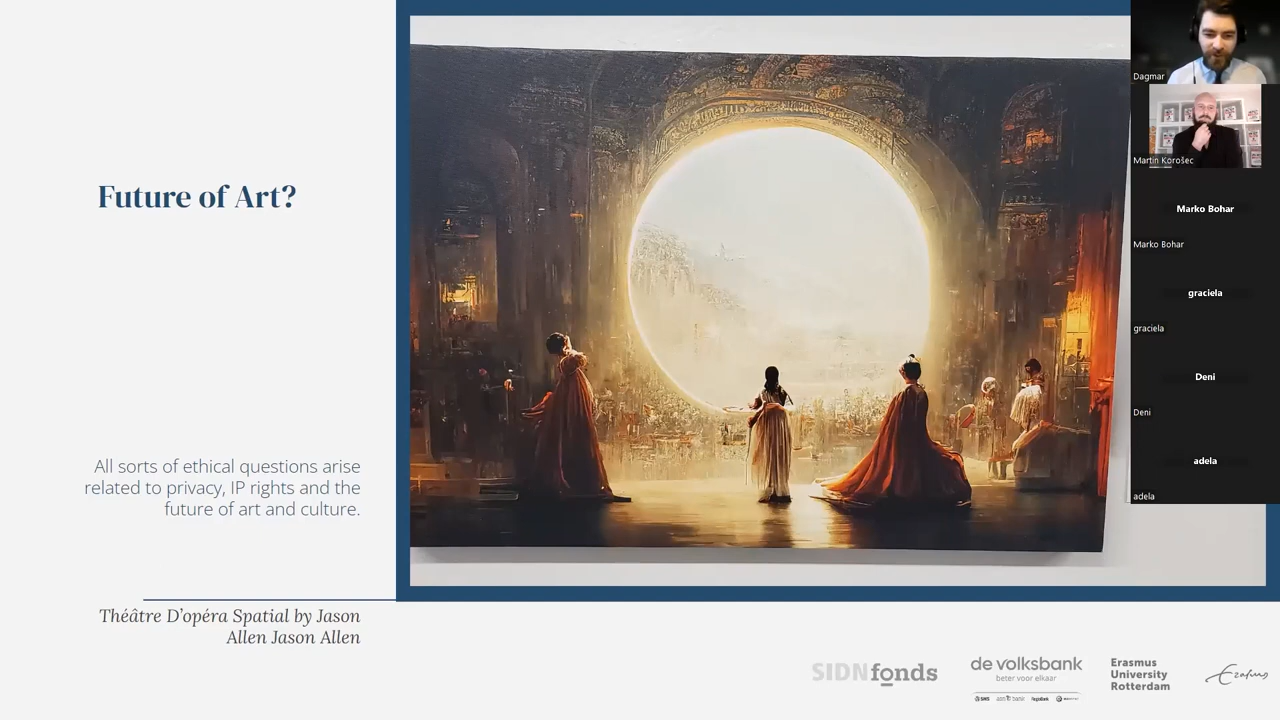 Future of Art?
All sorts of ethical questions arise
related to privacy, IP rights and the
future of art and culture.
Théâtre D’opéra Spatial by Jason
Allen Jason Allen
Dagmar
Martin Korošec
Marko Bohar
Marko Bohar
graciela
graciela
Deni
Deni
adela
adela
SIDNfonds
de volksbank
beter voor elkaar
Erasmus
University
Rotterdam
Erasmus